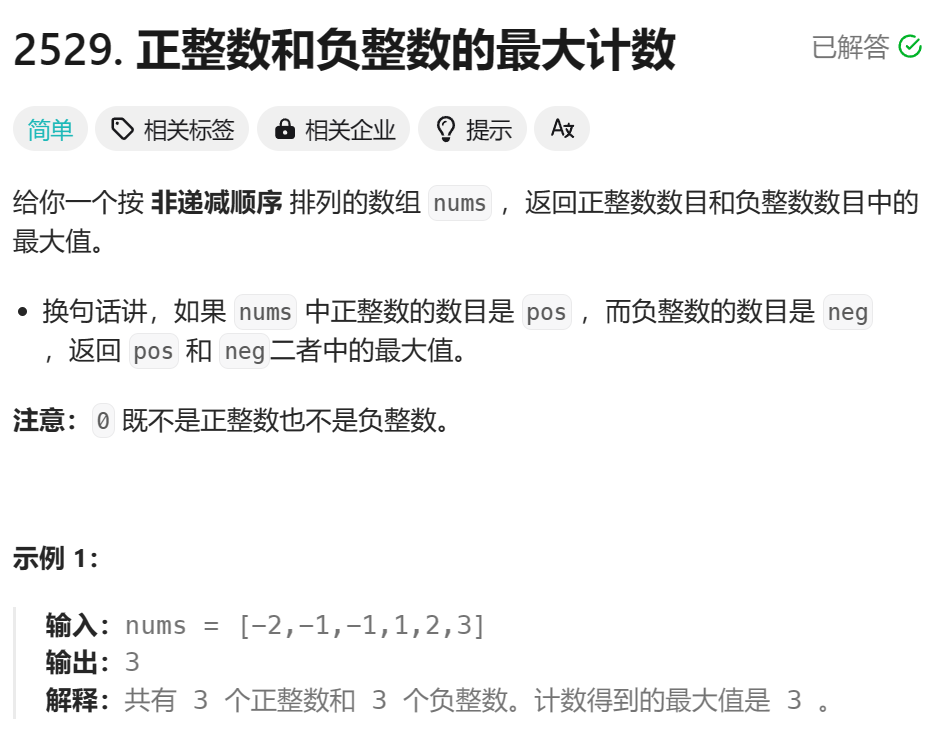 2529. 正整数和负整数的最大计数
已解答
简单 相关标签 相关企业 提示 A文
给你一个按 非递减顺序 排列的数组 nums ，返回正整数数目和负整数数目中的
最大值。
• 换句话讲，如果 nums 中正整数的数目是 pos ，而负整数的数目是 neg
，返回 pos 和 neg二者中的最大值。
注意：0 既不是正整数也不是负整数。
示例 1：
输入：nums = [-2,-1,-1,1,2,3]
输出：3
解释：共有 3 个正整数和 3 个负整数。计数得到的最大值是 3 。